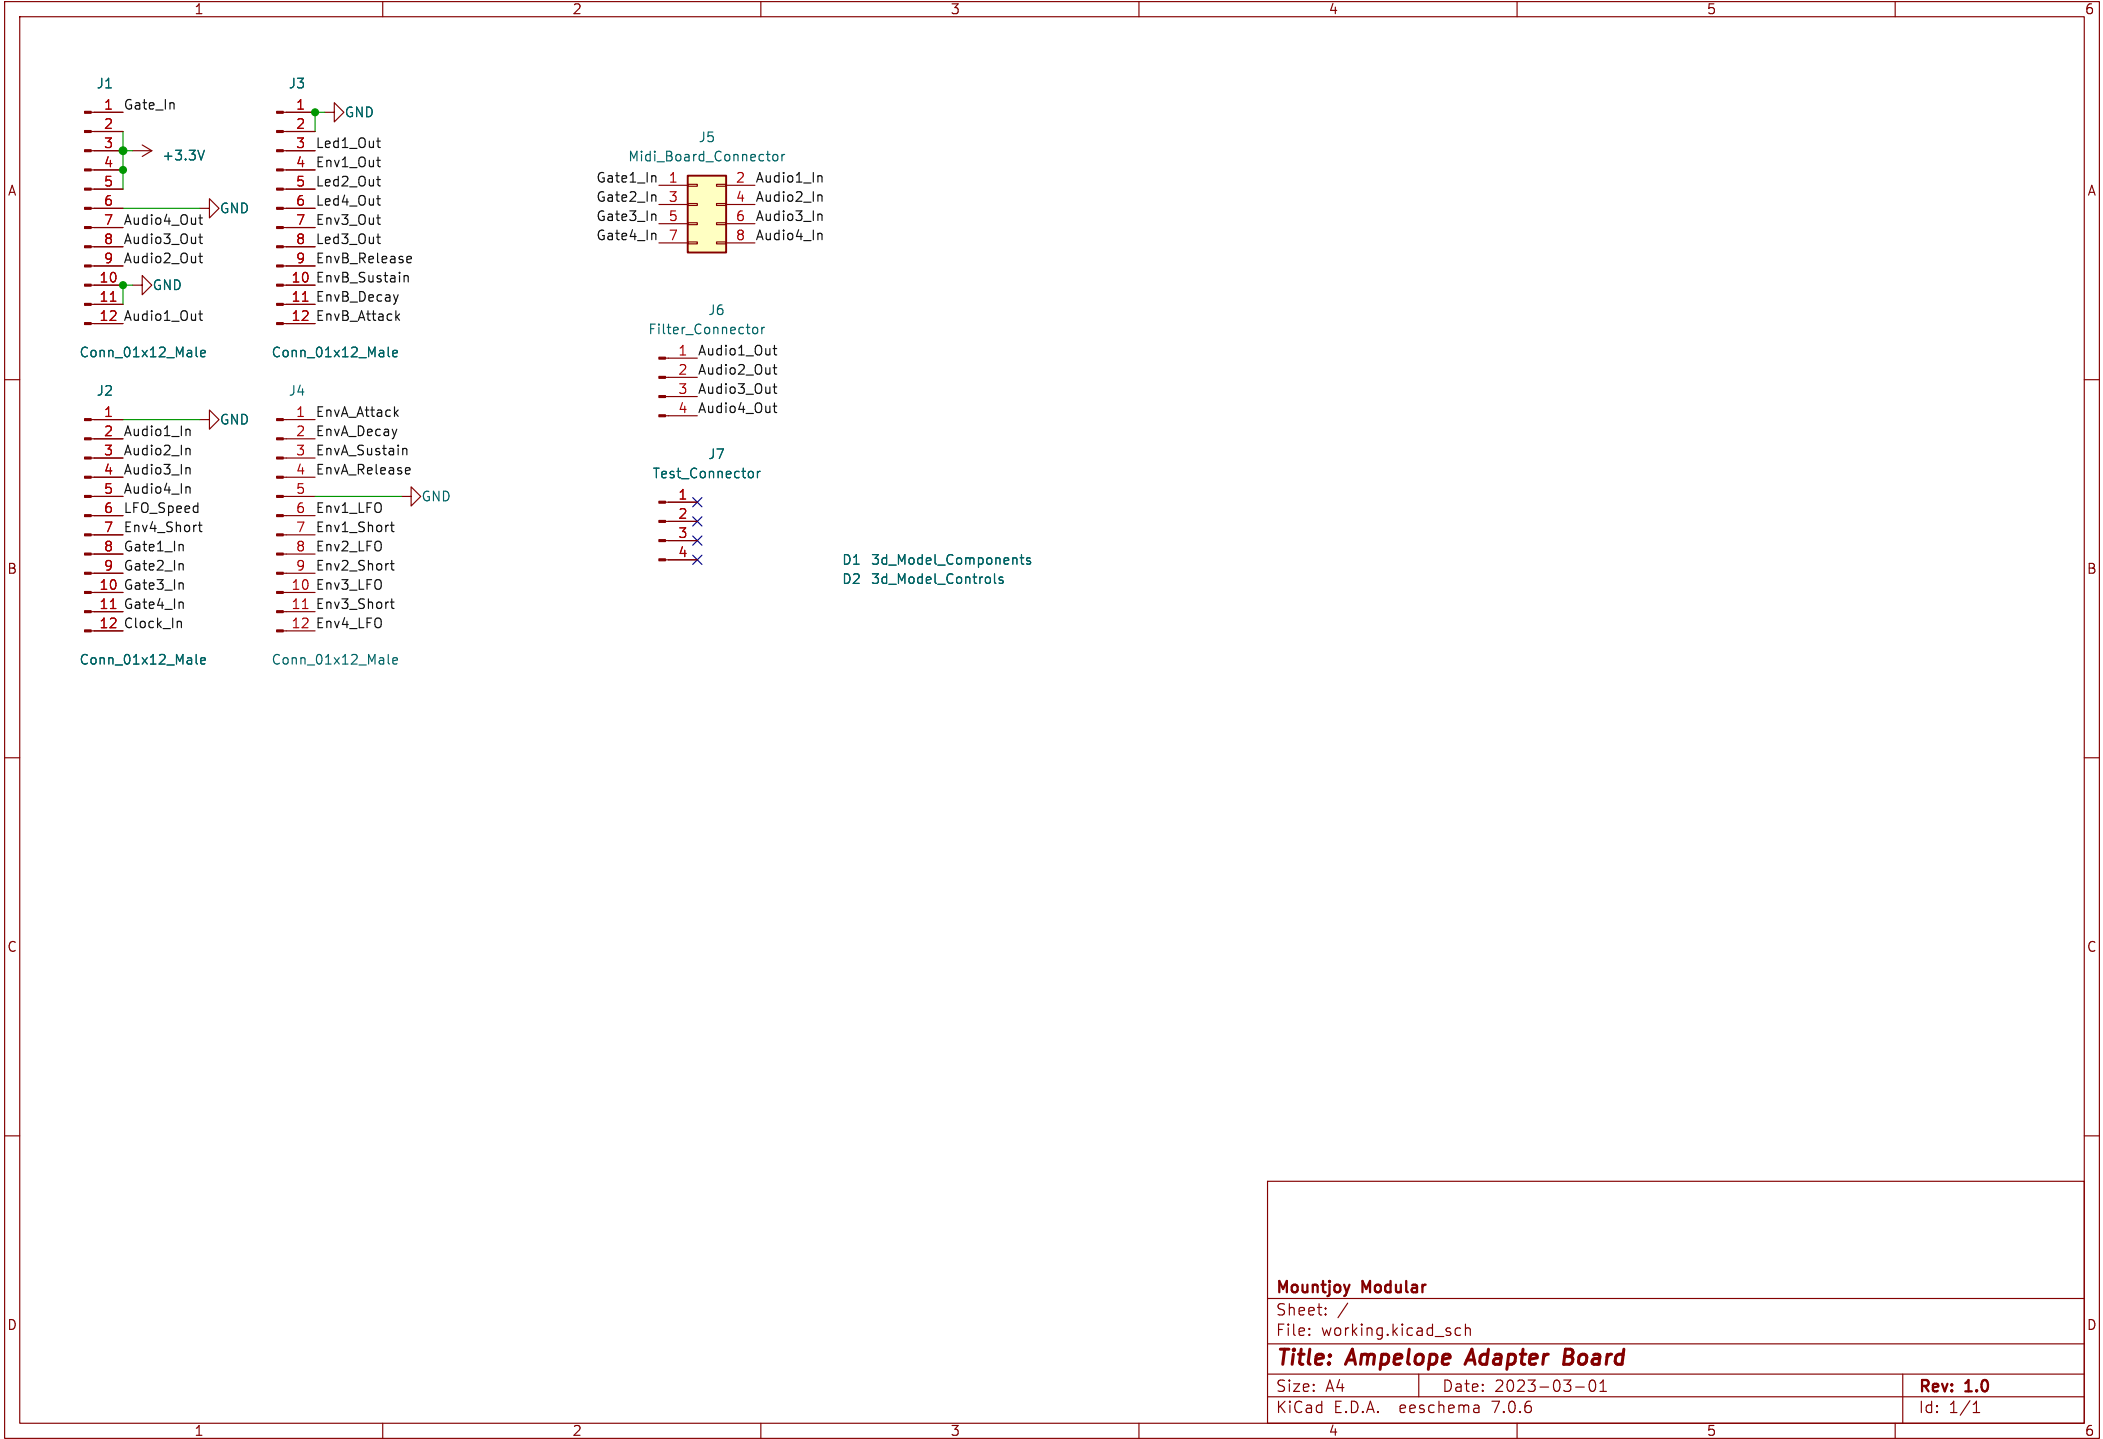 1 2 3 4 5 6
A
B
C
D
J1
1 Gate_In
2
3 +3.3V
4
5
6 GND
7 Audio4_Out
8 Audio3_Out
9 Audio2_Out
10 GND
11
12 Audio1_Out
Conn_01x12_Male
J3
1 GND
2
3 Led1_Out
4 Env1_Out
5 Led2_Out
6 Led4_Out
7 Env3_Out
8 Led3_Out
9 EnvB_Release
10 EnvB_Sustain
11 EnvB_Decay
12 EnvB_Attack
Conn_01x12_Male
J2
1 GND
2 Audio1_In
3 Audio2_In
4 Audio3_In
5 Audio4_In
6 LFO_Speed
7 Env4_Short
8 Gate1_In
9 Gate2_In
10 Gate3_In
11 Gate4_In
12 Clock_In
Conn_01x12_Male
J4
1 EnvA_Attack
2 EnvA_Decay
3 EnvA_Sustain
4 EnvA_Release
5 GND
6 Env1_LFO
7 Env1_Short
8 Env2_LFO
9 Env2_Short
10 Env3_LFO
11 Env3_Short
12 Env4_LFO
Conn_01x12_Male
J5
Midi_Board_Connector
Gate1_In 1 2 Audio1_In
Gate2_In 3 4 Audio2_In
Gate3_In 5 6 Audio3_In
Gate4_In 7 8 Audio4_In
J6
Filter_Connector
1 Audio1_Out
2 Audio2_Out
3 Audio3_Out
4 Audio4_Out
J7
Test_Connector
1
2
3
4
D1 3d_Model_Components
D2 3d_Model_Controls
A
B
C
D
Mountjoy Modular
Sheet: /
File: working.kicad_sch
Title: Ampelope Adapter Board
Size: A4 Date: 2023-03-01 Rev: 1.0
KiCad E.D.A. eeschema 7.0.6 Id: 1/1
1 2 3 4 5 6